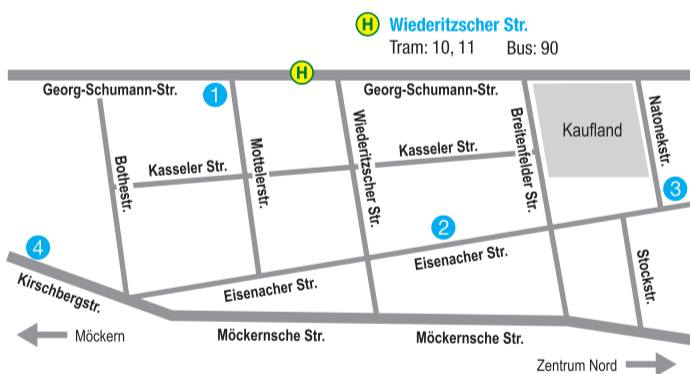 H Wiederitzscher Str.
Tram: 10, 11 Bus: 90
H
Georg-Schumann-Str.
Georg-Schumann-Str.
1
Bothestr.
Mottelerstr.
Wiederitzscher Str.
Breitenfelder Str.
Kaufland
Natonekstr.
Kasseler Str.
Kasseler Str.
3
2
4
Eisenacher Str.
Eisenacher Str.
Stockstr.
Kirschbergstr.
Möckernsche Str.
Möckernsche Str.
Möckern
Zentrum Nord